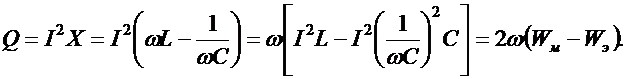 Q = I²X = I²(ωL − 1/ωC) = ω[I²L − I²(1/ωC)²C] = 2ω(Wм − Wэ).